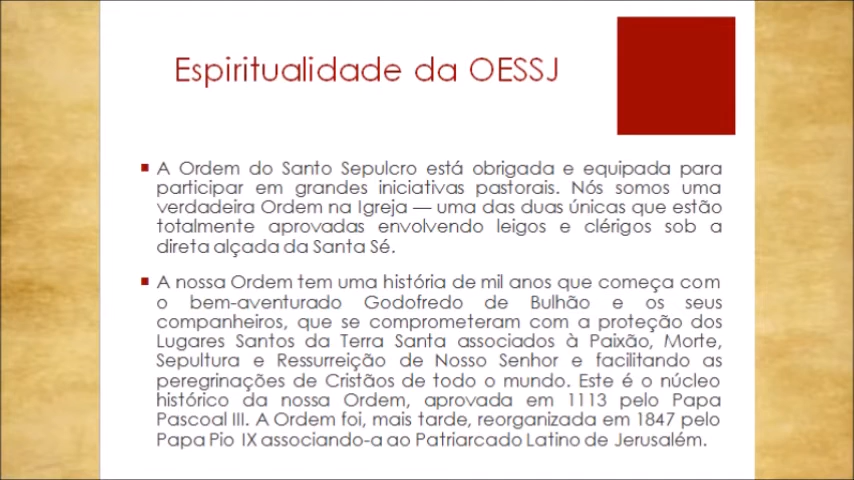 Espiritualidade da OESSJ
A Ordem do Santo Sepulcro está obrigada e equipada para
participar em grandes iniciativas pastorais. Nós somos uma
verdadeira Ordem na Igreja — uma das duas únicas que estão
totalmente aprovadas envolvendo leigos e clérigos sob a
direta alçada da Santa Sé.
A nossa Ordem tem uma história de mil anos que começa com
o bem-aventurado Godofredo de Bulhão e os seus
companheiros, que se comprometeram com a proteção dos
Lugares Santos da Terra Santa associados à Paixão, Morte,
Sepultura e Ressurreição de Nosso Senhor e facilitando as
peregrinações de Cristãos de todo o mundo. Este é o núcleo
histórico da nossa Ordem, aprovada em 1113 pelo Papa
Pascoal III. A Ordem foi, mais tarde, reorganizada em 1847 pelo
Papa Pio IX associando-a ao Patriarcado Latino de Jerusalém.